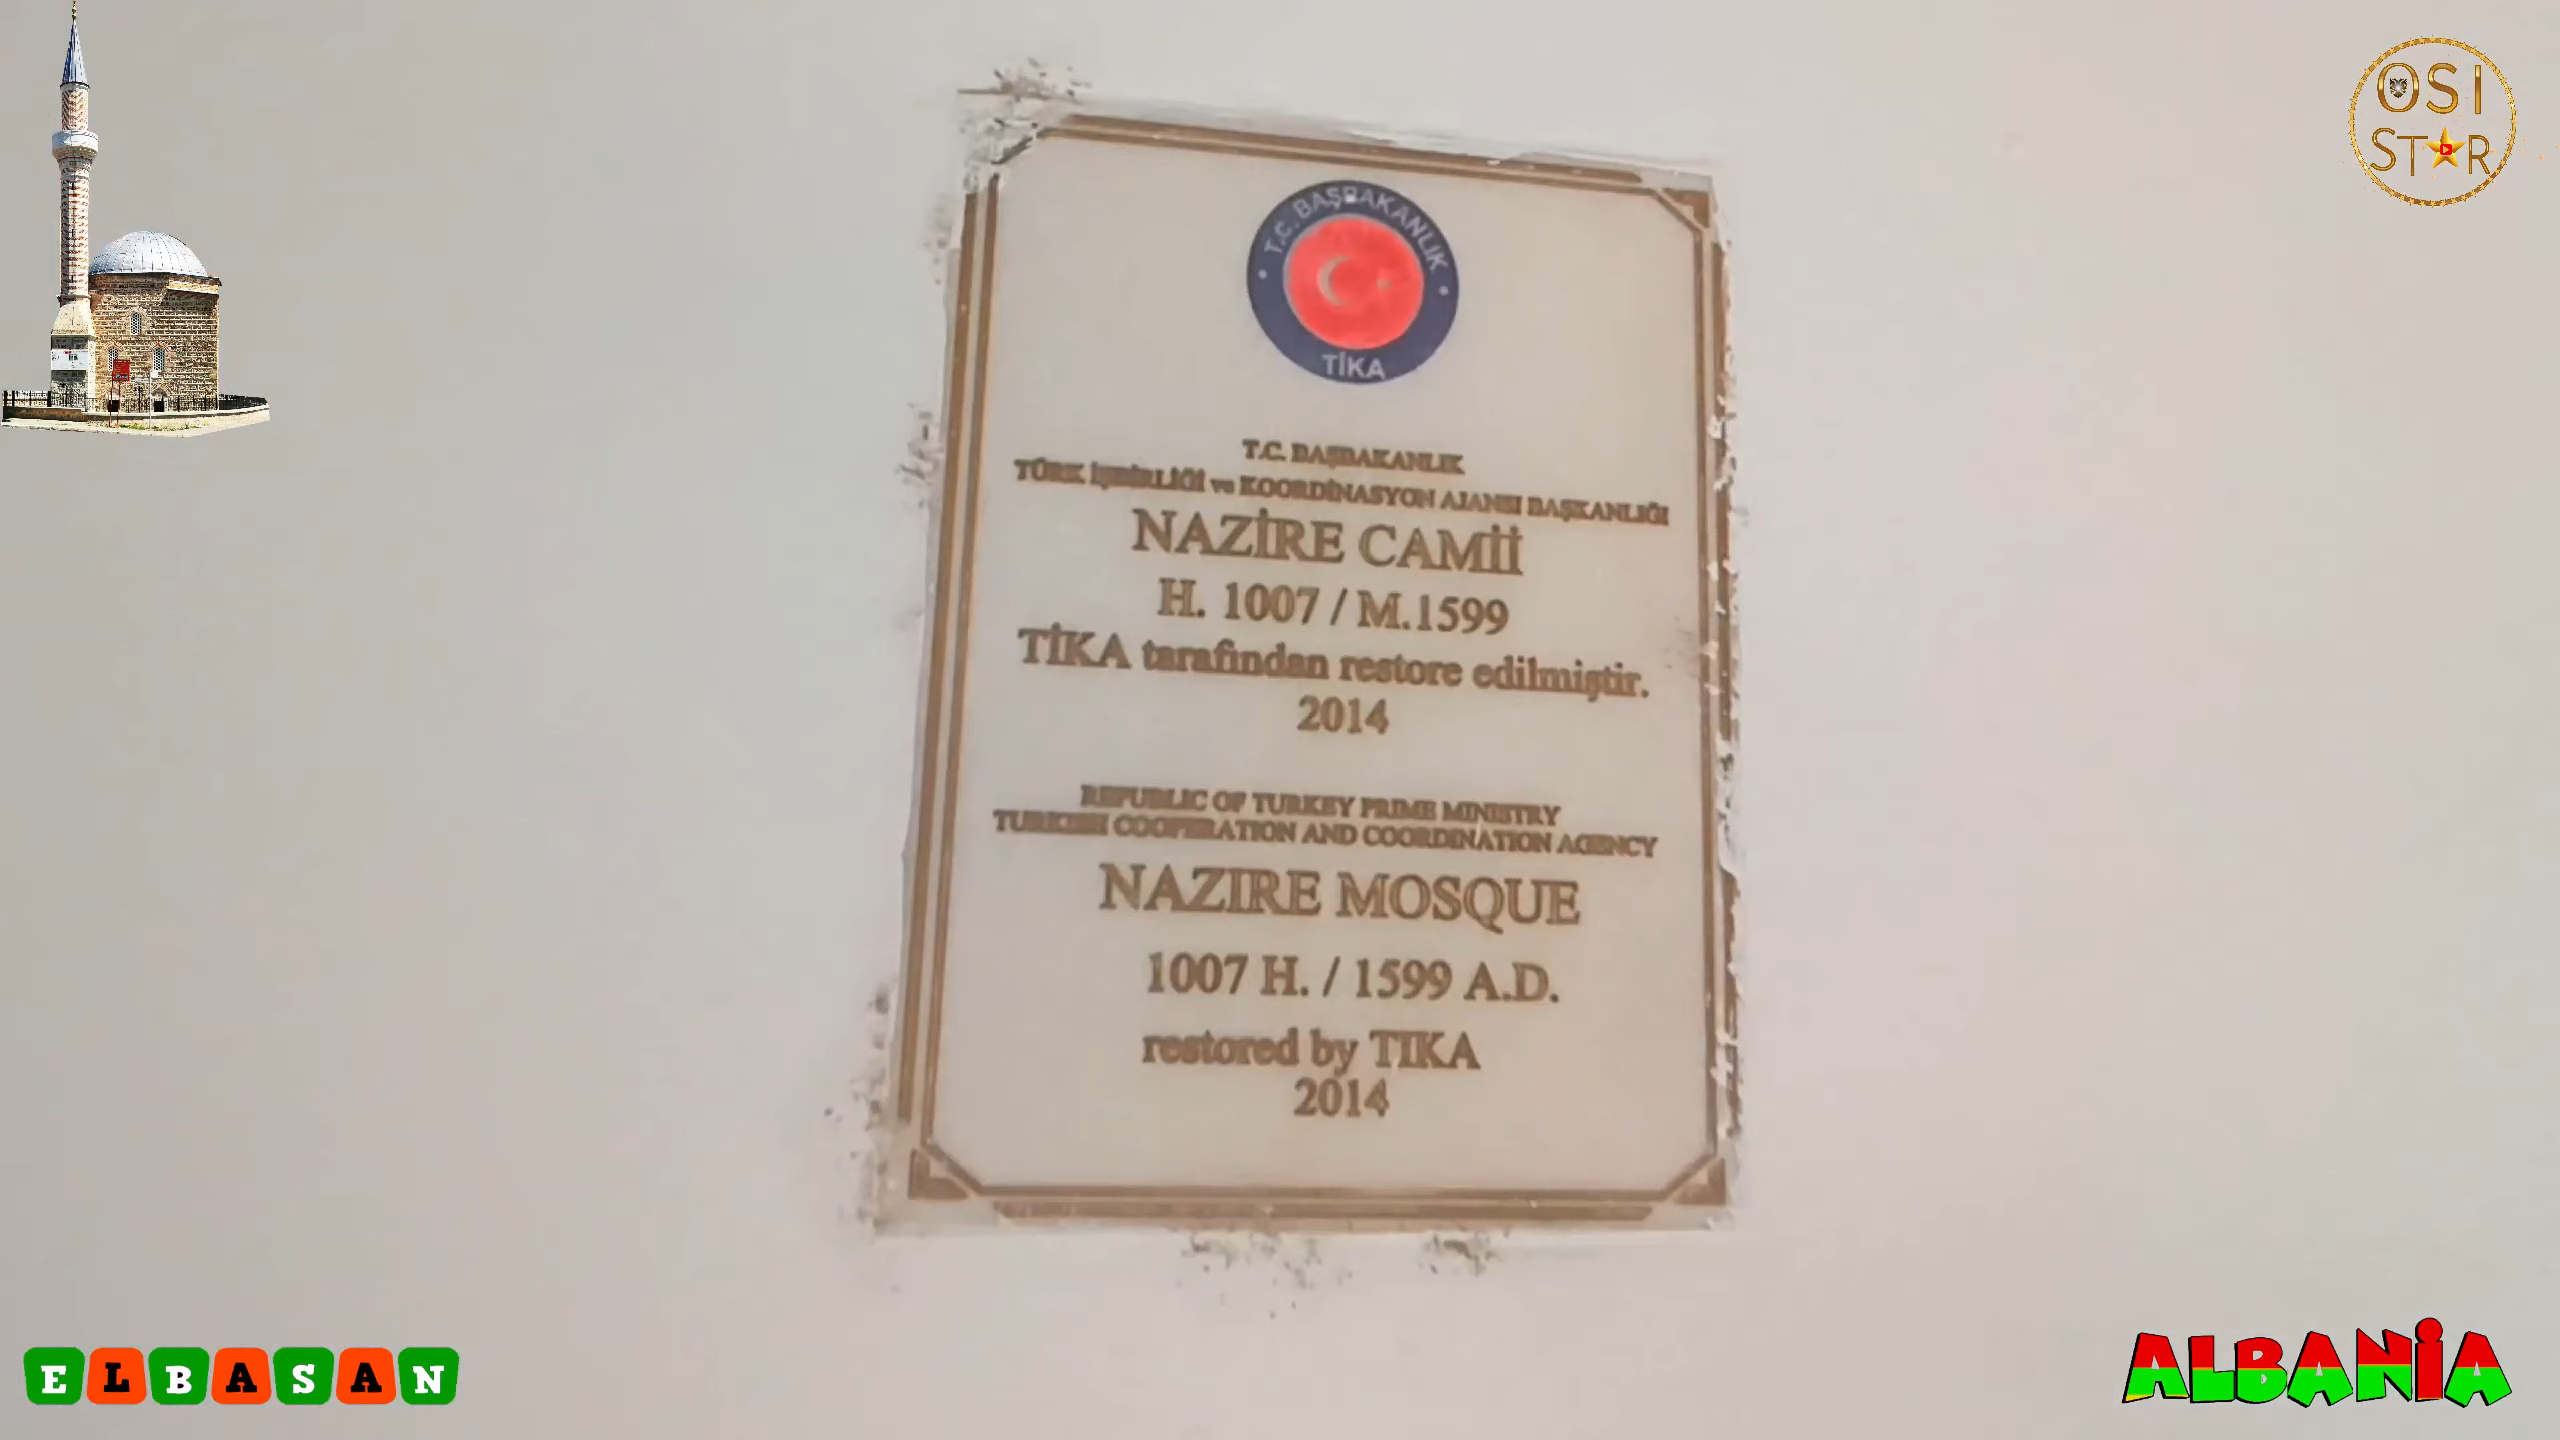 OSI
STAR
T.C. BAŞBAKANLIK
TİKA
T.C. BAŞBAKANLIK
TÜRK İŞBİRLİĞİ ve KOORDİNASYON AJANSI BAŞKANLIĞI
NAZİRE CAMİİ
H. 1007 / M.1599
TİKA tarafından restore edilmiştir.
2014
REPUBLIC OF TURKEY PRIME MINISTRY
TURKISH COOPERATION AND COORDINATION AGENCY
NAZIRE MOSQUE
1007 H. / 1599 A.D.
restored by TIKA
2014
ELBASAN
ALBANiA